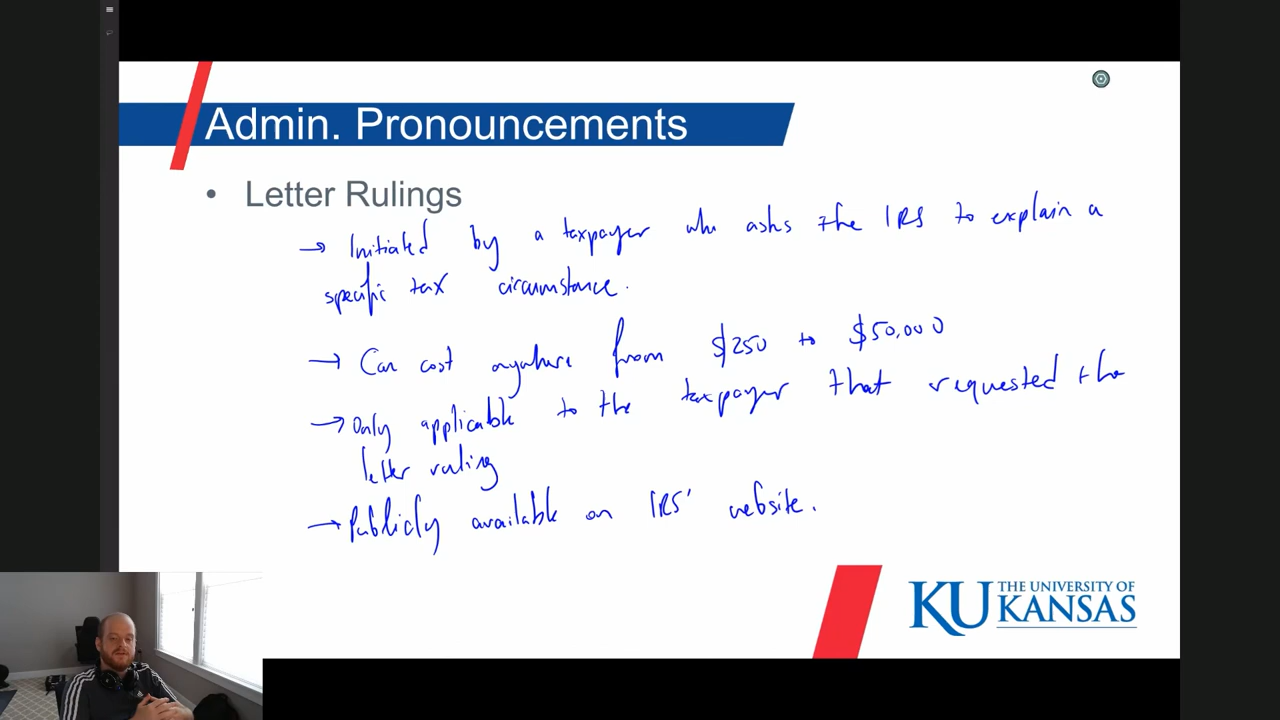 Admin. Pronouncements
• Letter Rulings
→ Initiated by a taxpayer who asks the IRS to explain a
specific tax circumstance.
→ Can cost anywhere from $250 to $50,000
→ Only applicable to the taxpayer that requested the
letter ruling
→ Publicly available on IRS' website.
KU THE UNIVERSITY OF
KANSAS